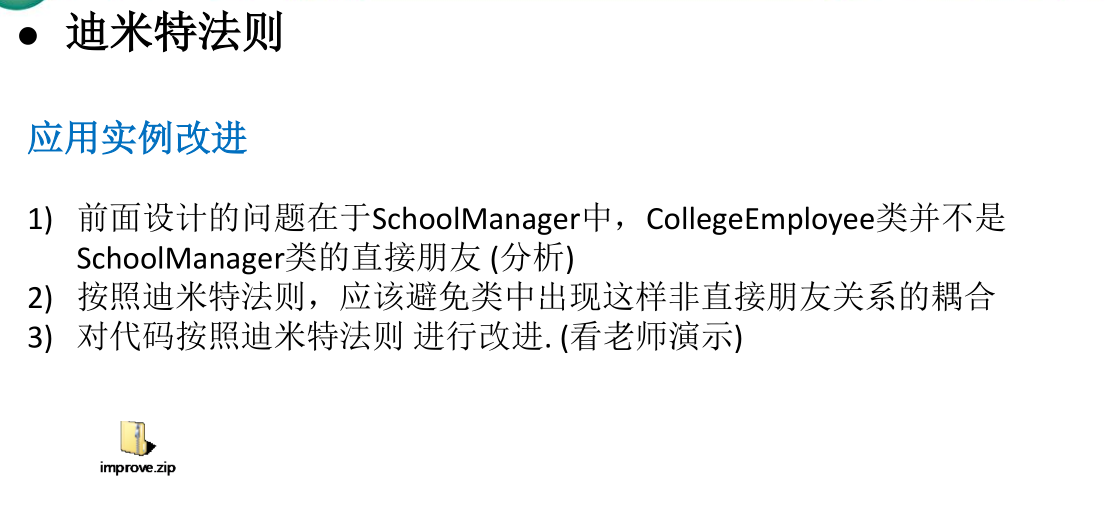 ● 迪米特法则
应用实例改进
1) 前面设计的问题在于SchoolManager中，CollegeEmployee类并不是
SchoolManager类的直接朋友 (分析)
2) 按照迪米特法则，应该避免类中出现这样非直接朋友关系的耦合
3) 对代码按照迪米特法则 进行改进. (看老师演示)
improve.zip